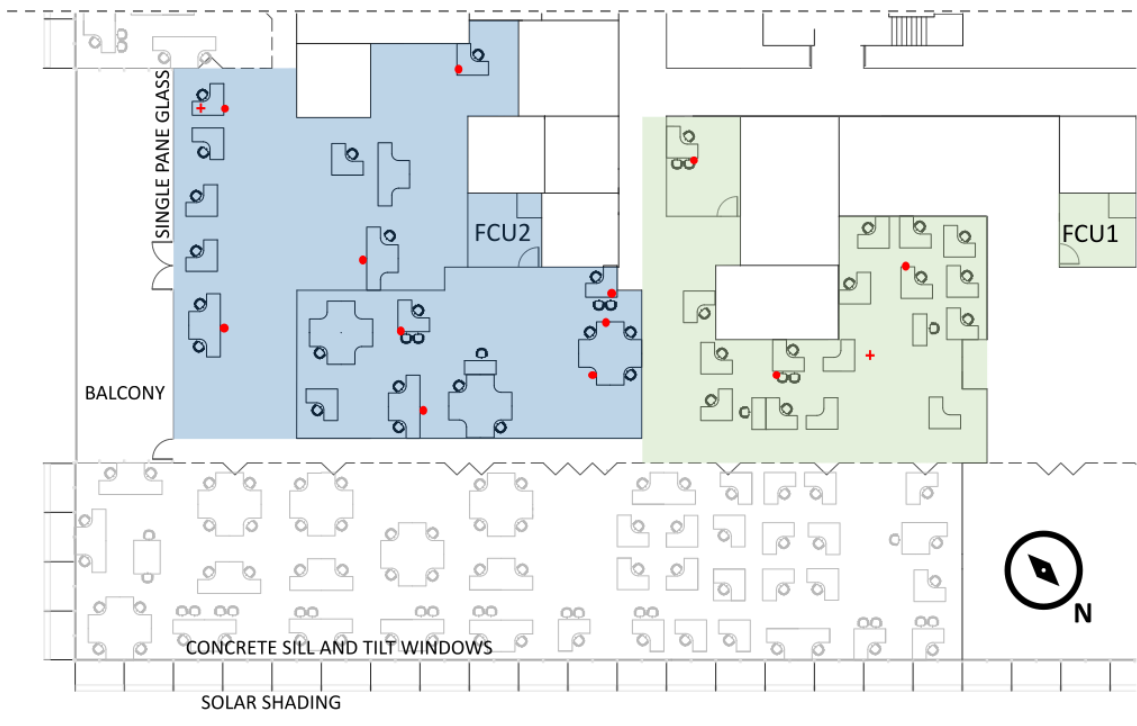 SINGLE PANE GLASS
FCU2
FCU1
BALCONY
N
CONCRETE SILL AND TILT WINDOWS
SOLAR SHADING